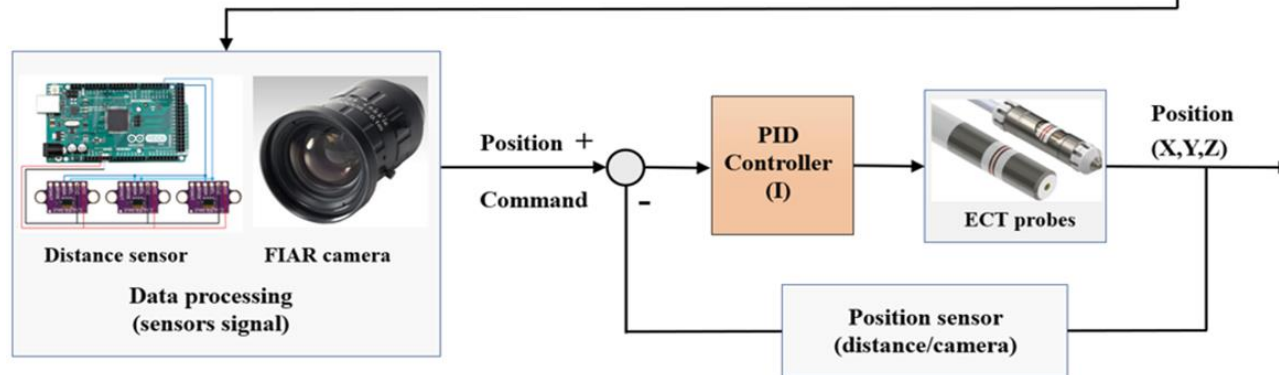 Distance sensor
FIAR camera
Data processing
(sensors signal)
Position +
Command
-
PID
Controller
(I)
ECT probes
Position
(X,Y,Z)
Position sensor
(distance/camera)